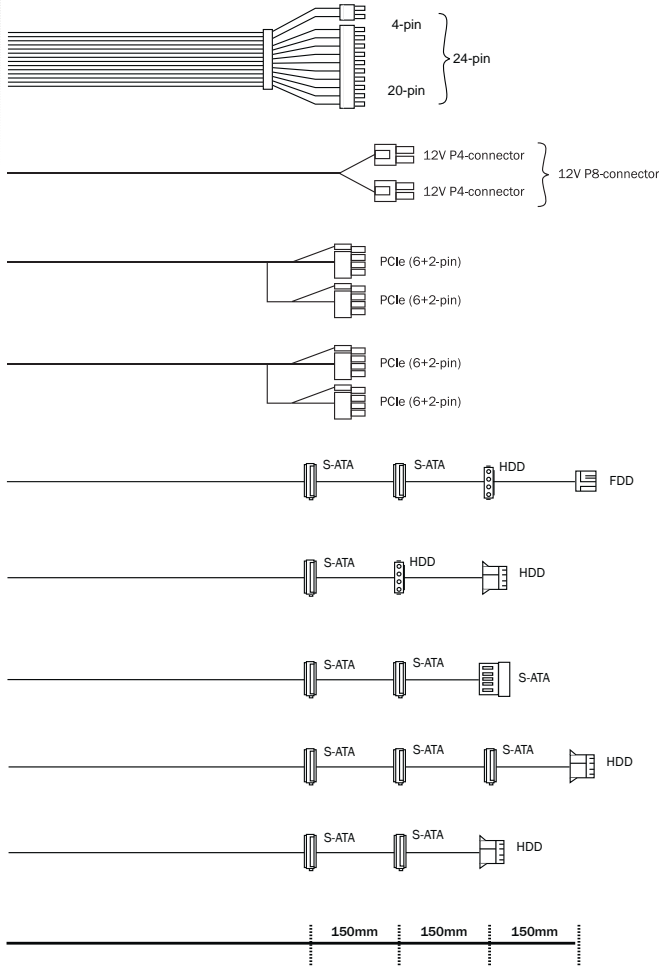 4-pin
24-pin
20-pin
12V P4-connector
12V P8-connector
12V P4-connector
PCIe (6+2-pin)
PCIe (6+2-pin)
PCIe (6+2-pin)
PCIe (6+2-pin)
S-ATA S-ATA HDD FDD
S-ATA HDD HDD
S-ATA S-ATA S-ATA
S-ATA S-ATA S-ATA HDD
S-ATA S-ATA HDD
150mm 150mm 150mm